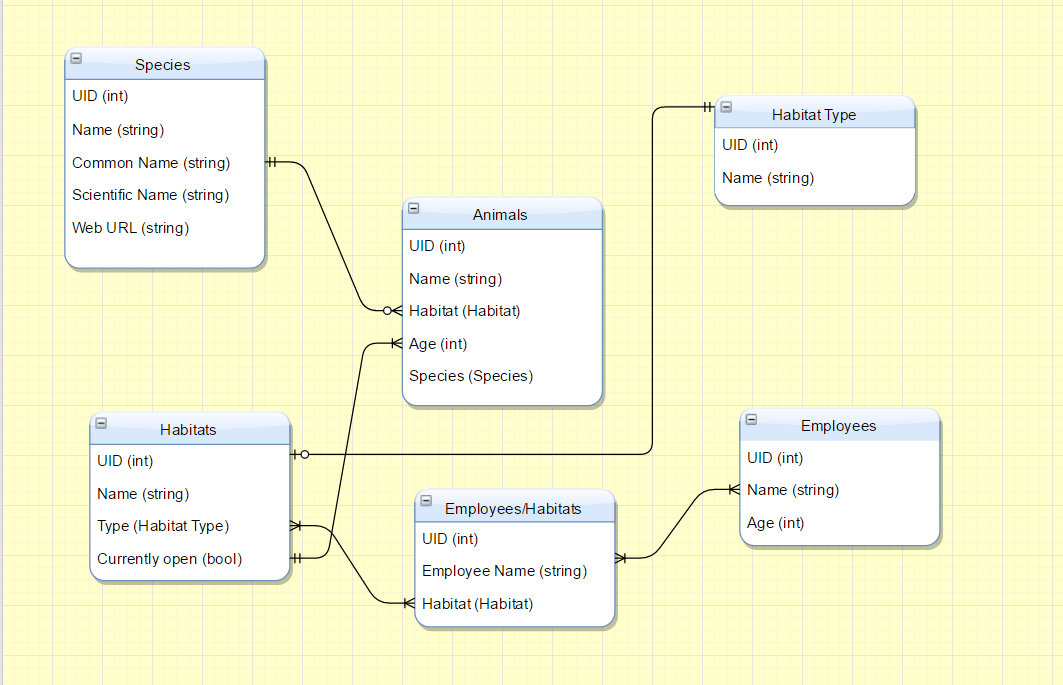 Species
UID (int)
Name (string)
Common Name (string)
Scientific Name (string)
Web URL (string)
Habitat Type
UID (int)
Name (string)
Animals
UID (int)
Name (string)
Habitat (Habitat)
Age (int)
Species (Species)
Habitats
UID (int)
Name (string)
Type (Habitat Type)
Currently open (bool)
Employees/Habitats
UID (int)
Employee Name (string)
Habitat (Habitat)
Employees
UID (int)
Name (string)
Age (int)